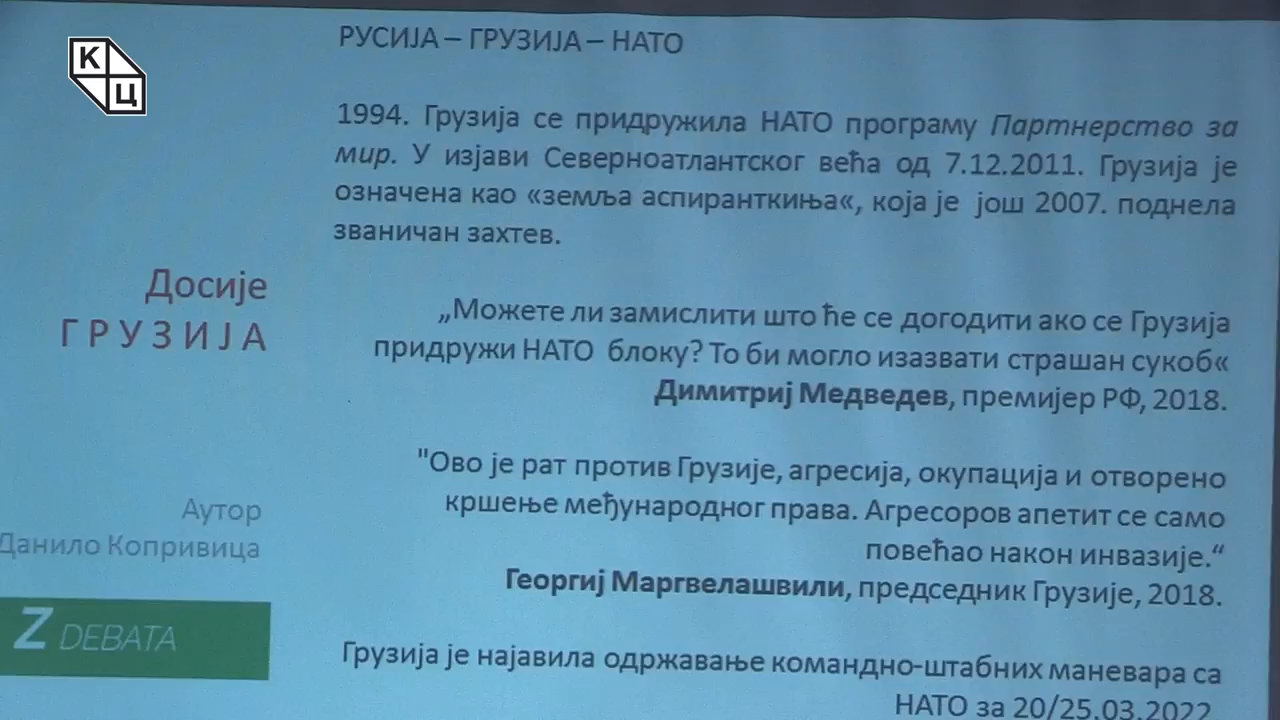 К
Ц
РУСИЈА – ГРУЗИЈА – НАТО
1994. Грузија се придружила НАТО програму Партнерство за
мир. У изјави Северноатлантског већа од 7.12.2011. Грузија је
означена као «земља аспиранткиња“, која је још 2007. поднела
званичан захтев.
Досије
ГРУЗИЈА
„Можете ли замислити што ће се догодити ако се Грузија
придружи НАТО блоку? То би могло изазвати страшан сукоб“
Димитриј Медведев, премијер РФ, 2018.
"Ово је рат против Грузије, агресија, окупација и отворено
кршење међународног права. Агресоров апетит се само
повећао након инвазије.“
Георгиј Маргвелашвили, председник Грузије, 2018.
Аутор
Данило Копривица
Z DEBATA
Грузија је најавила одржавање командно-штабних маневара са
НАТО за 20/25.03.2022.